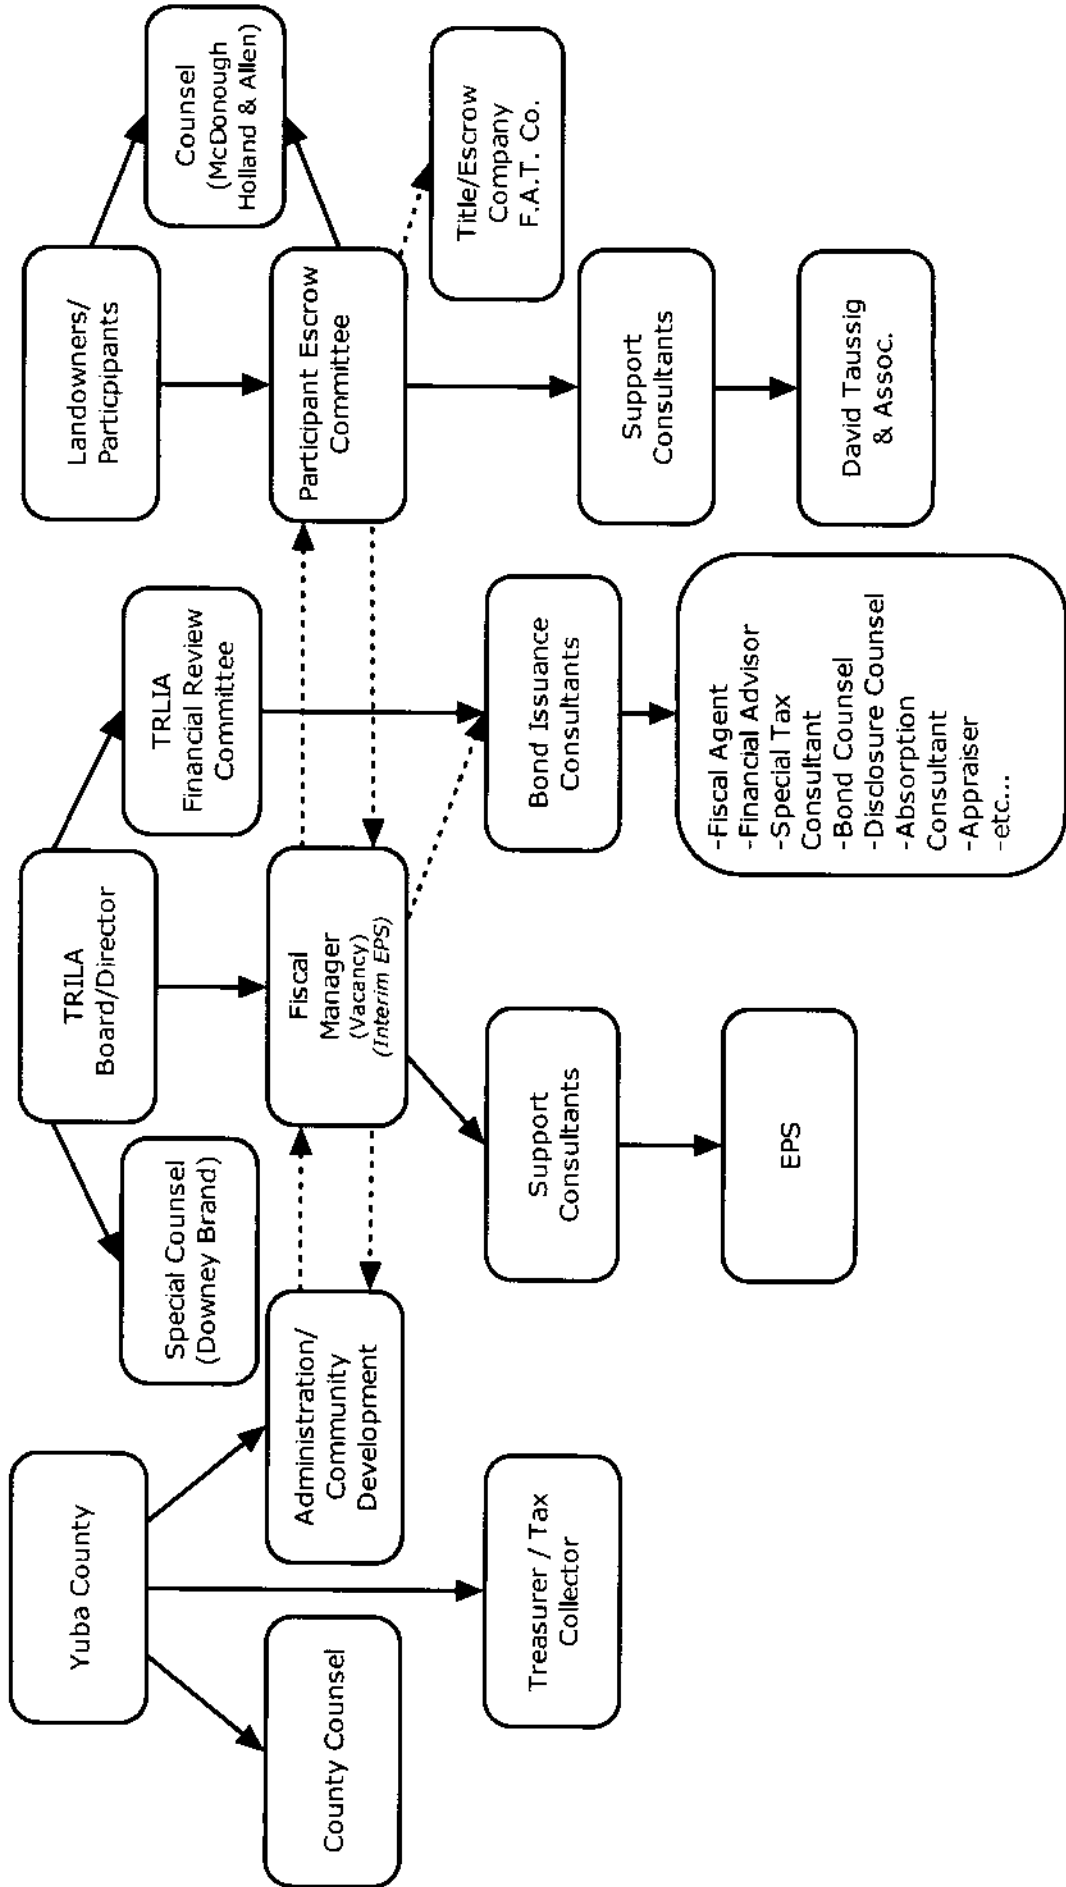 Yuba County
TRILA
Board/Director
Landowners/
Particpipants
Special Counsel
(Downey Brand)
TRLIA
Financial Review
Committee
Counsel
(McDonough
Holland & Allen)
County Counsel
Administration/
Community
Development
Fiscal
Manager
(Vacancy)
(Interim EPS)
Participant Escrow
Committee
Title/Escrow
Company
F.A.T. Co.
Treasurer / Tax
Collector
Support
Consultants
Bond Issuance
Consultants
Support
Consultants
EPS
-Fiscal Agent
-Financial Advisor
-Special Tax
Consultant
-Bond Counsel
-Disclosure Counsel
-Absorption
Consultant
-Appraiser
-etc...
David Taussig
& Assoc.